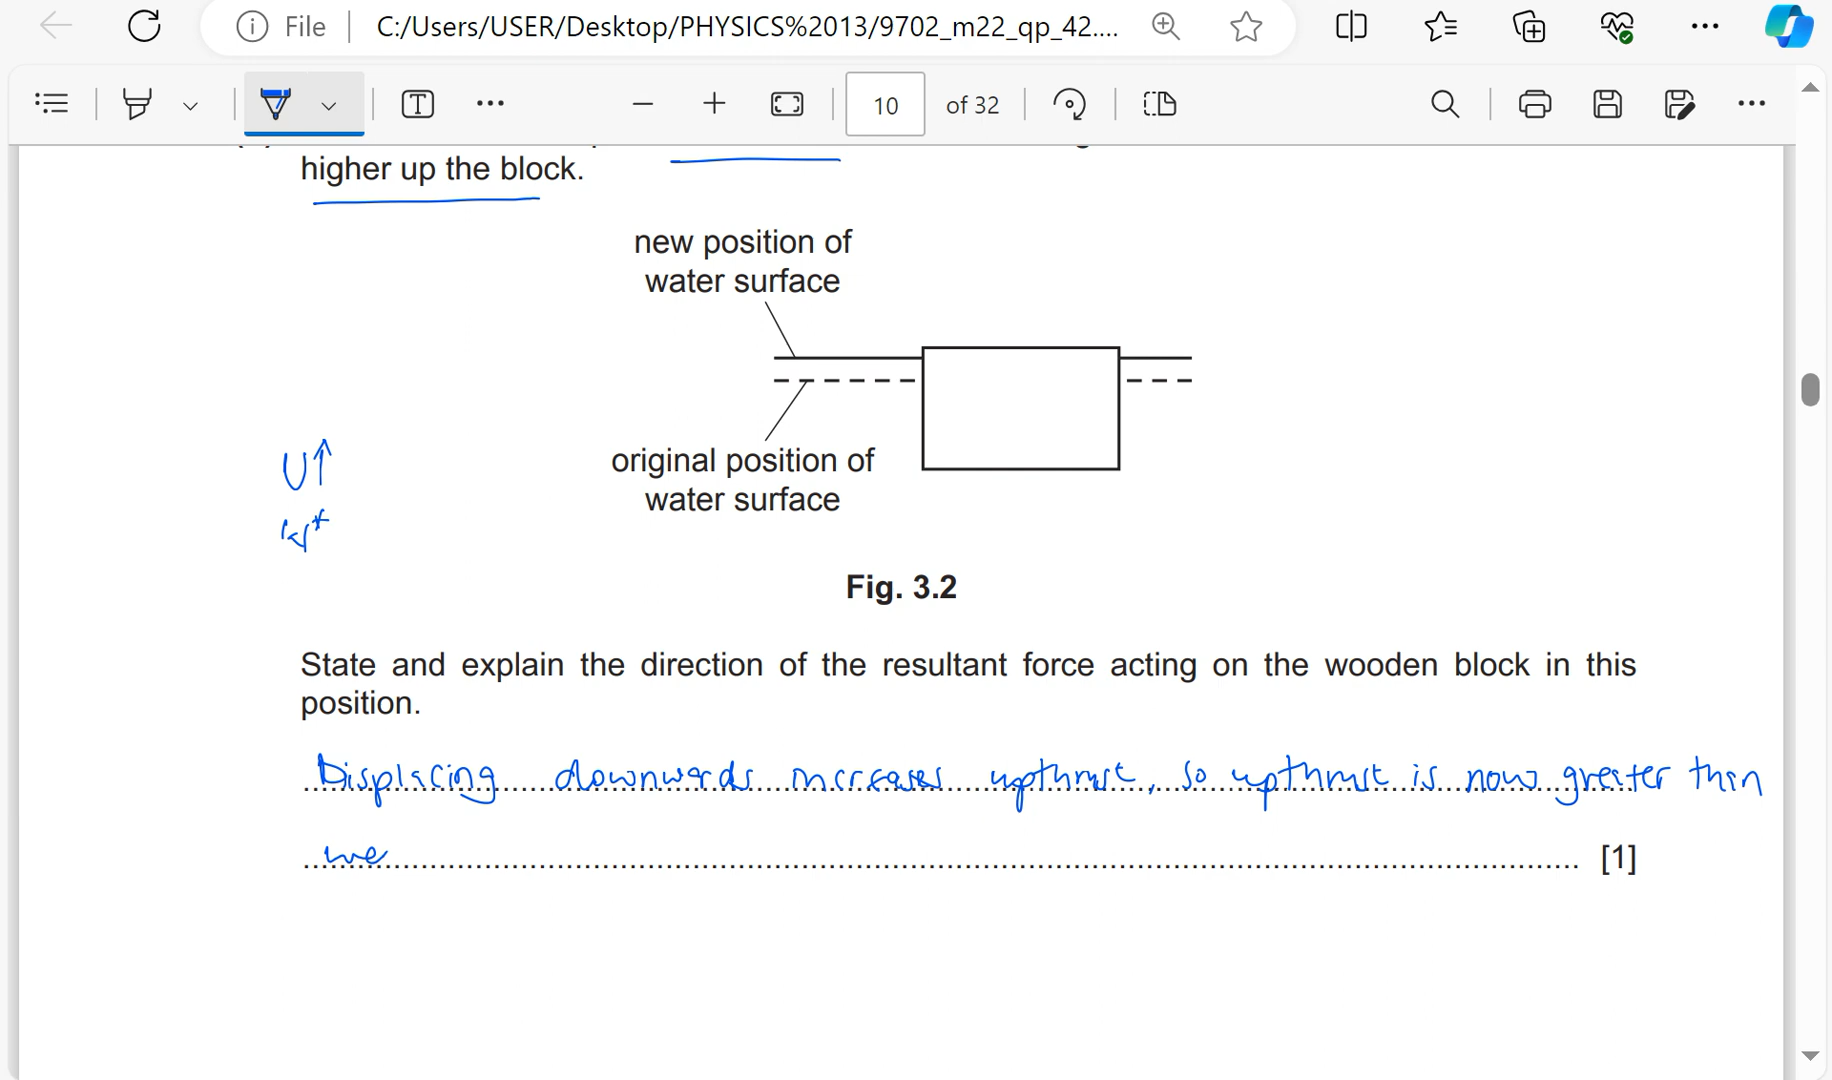 File
C:/Users/USER/Desktop/PHYSICS%2013/9702_m22_qp_42....
10 of 32
higher up the block.
new position of
water surface
original position of
water surface
U↑
Fig. 3.2
State and explain the direction of the resultant force acting on the wooden block in this
position.
Displacing downwards increases upthrust, so upthrust is now greater than
we [1]